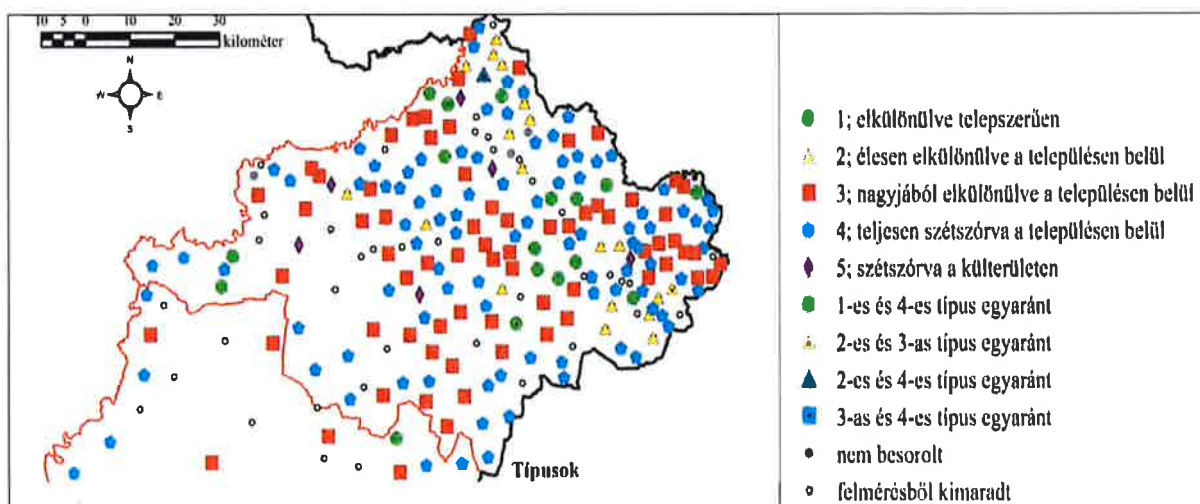 10 5 0 10 20 30
kilométer
N
W E
S
Típusok
1; elkülönülve telepszerűen
2; élesen elkülönülve a településen belül
3; nagyjából elkülönülve a településen belül
4; teljesen szétszórva a településen belül
5; szétszórva a külterületen
1-es és 4-es típus egyaránt
2-es és 3-as típus egyaránt
2-es és 4-es típus egyaránt
3-as és 4-es típus egyaránt
nem besorolt
felmérésből kimaradt